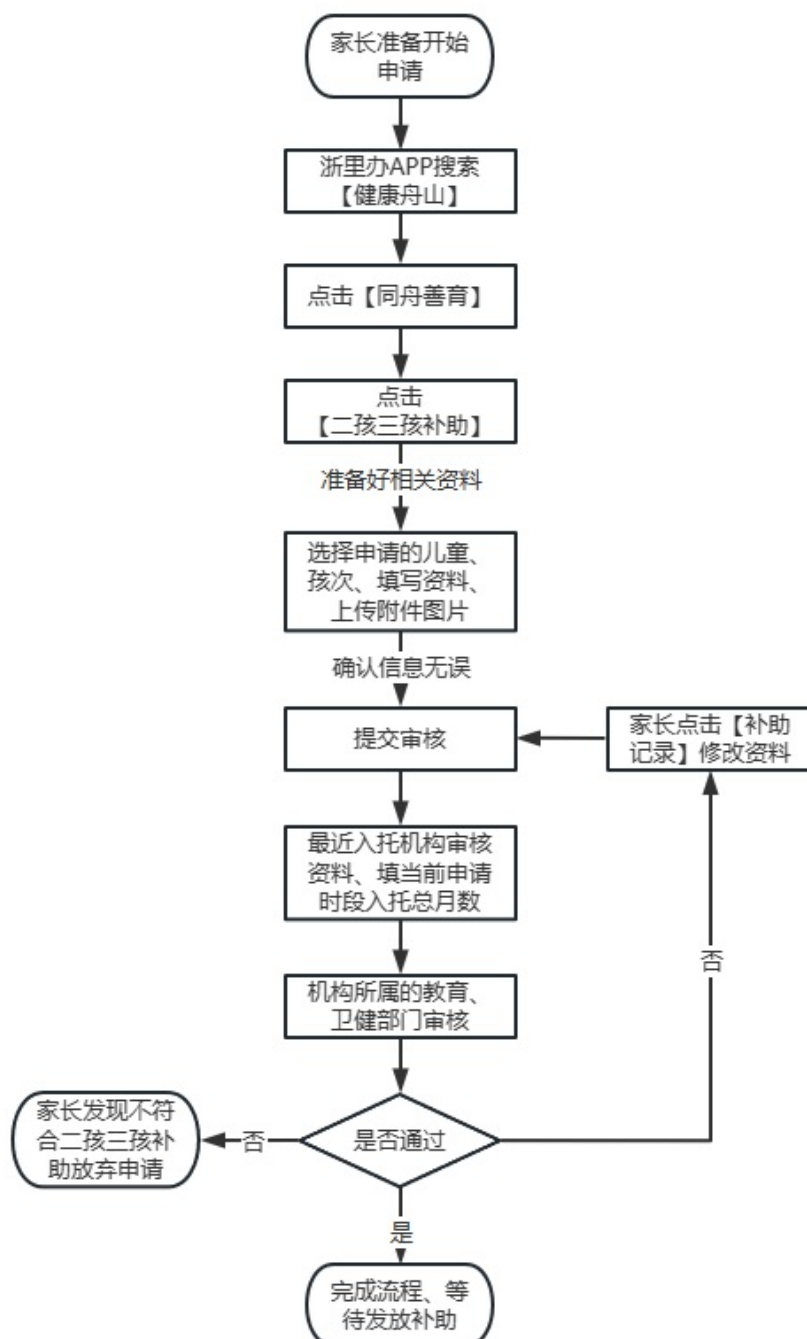 家长准备开始
申请
浙里办APP搜索
【健康舟山】
点击【同舟善育】
点击
【二孩三孩补助】
准备好相关资料
选择申请的儿童、
孩次、填写资料、
上传附件图片
确认信息无误
提交审核
家长点击【补助
记录】修改资料
最近入托机构审核
资料、填当前申请
时段入托总月数
否
机构所属的教育、
卫健部门审核
是否通过
否
家长发现不符
合二孩三孩补
助放弃申请
是
完成流程、等
待发放补助